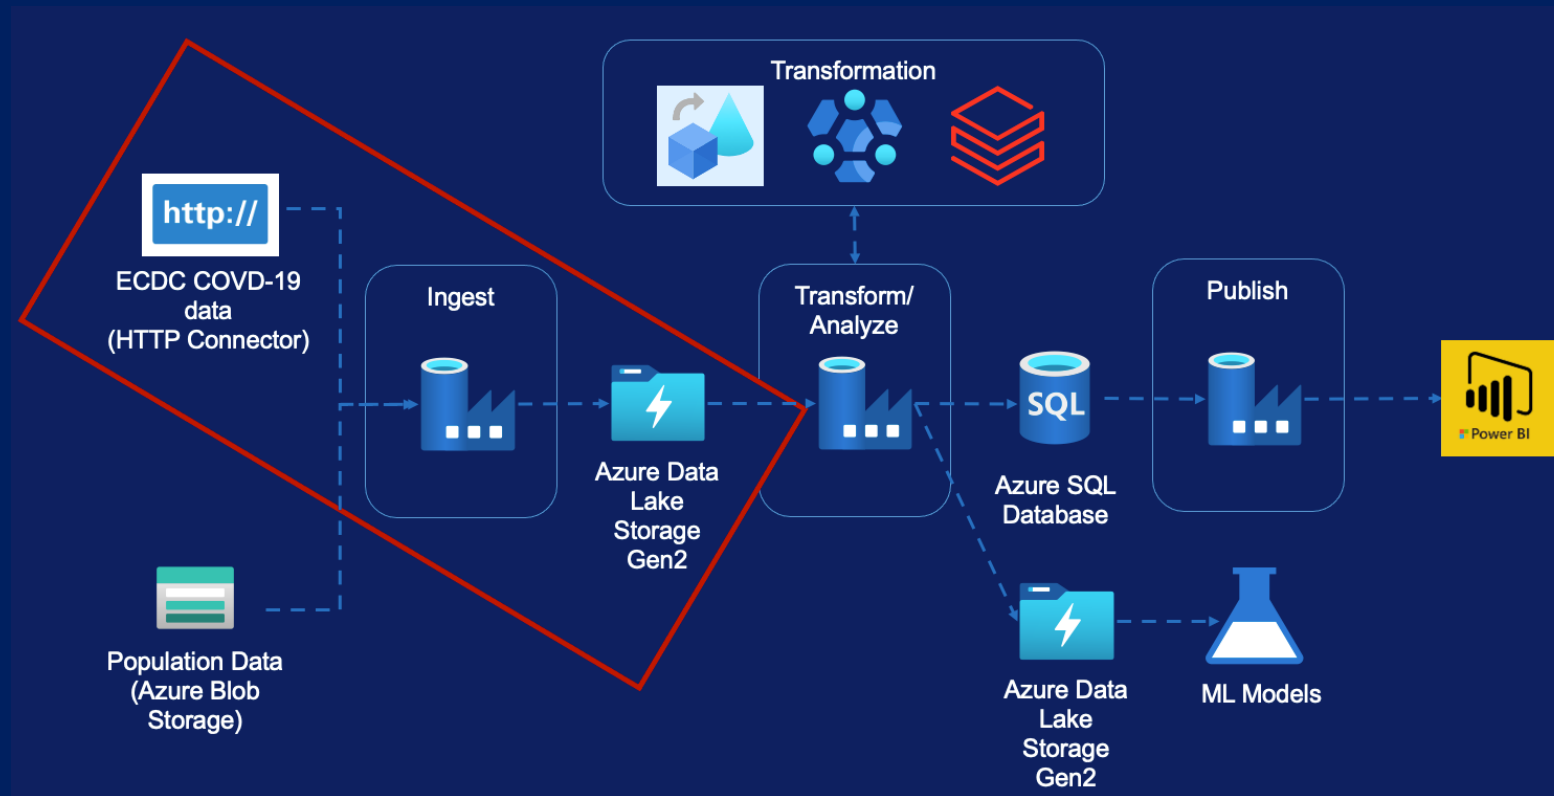 Transformation
http://
ECDC COVD-19
data
(HTTP Connector)
Ingest
Transform/
Analyze
Publish
SQL
Power BI
Azure Data
Lake
Storage
Gen2
Azure SQL
Database
Population Data
(Azure Blob
Storage)
Azure Data
Lake
Storage
Gen2
ML Models